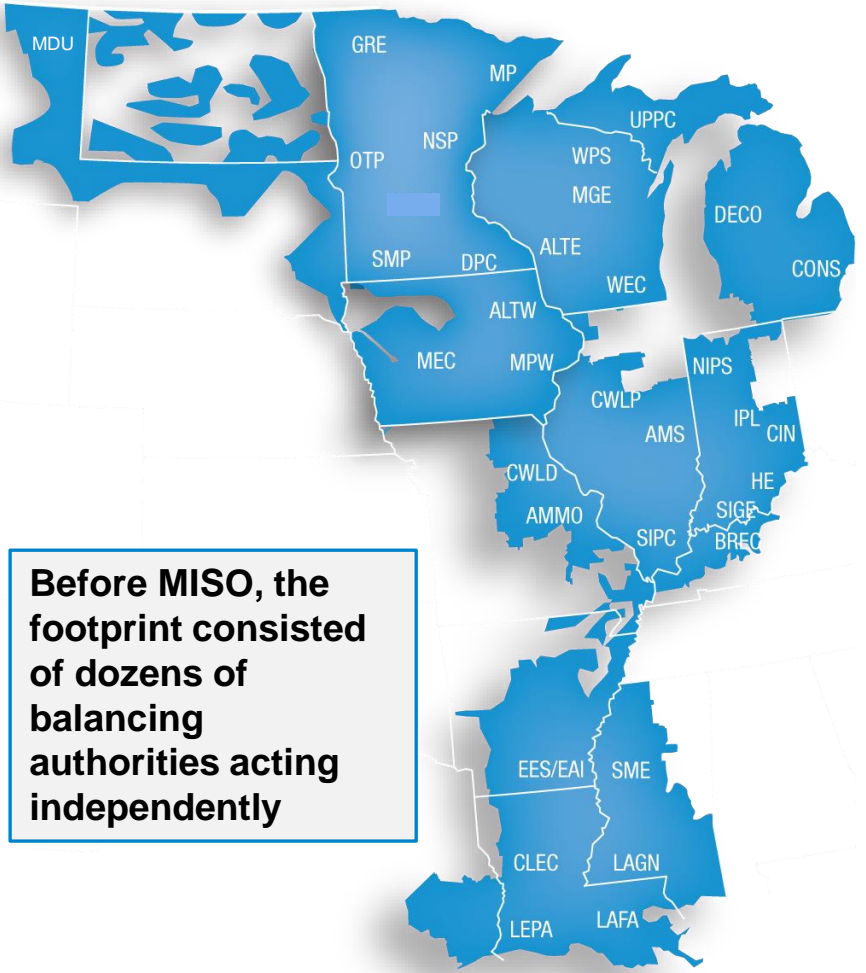 MDU
GRE
MP
UPPC
NSP
WPS
OTP
MGE
DECO
ALTE
SMP
DPC
CONS
WEC
ALTW
MEC
MPW
NIPS
CWLP
IPL
CIN
AMS
CWLD
HE
SIGE
AMMO
SIPC
BREC
Before MISO, the
footprint consisted
of dozens of
balancing
authorities acting
independently
EES/EAI
SME
CLEC
LAGN
LEPA
LAFA